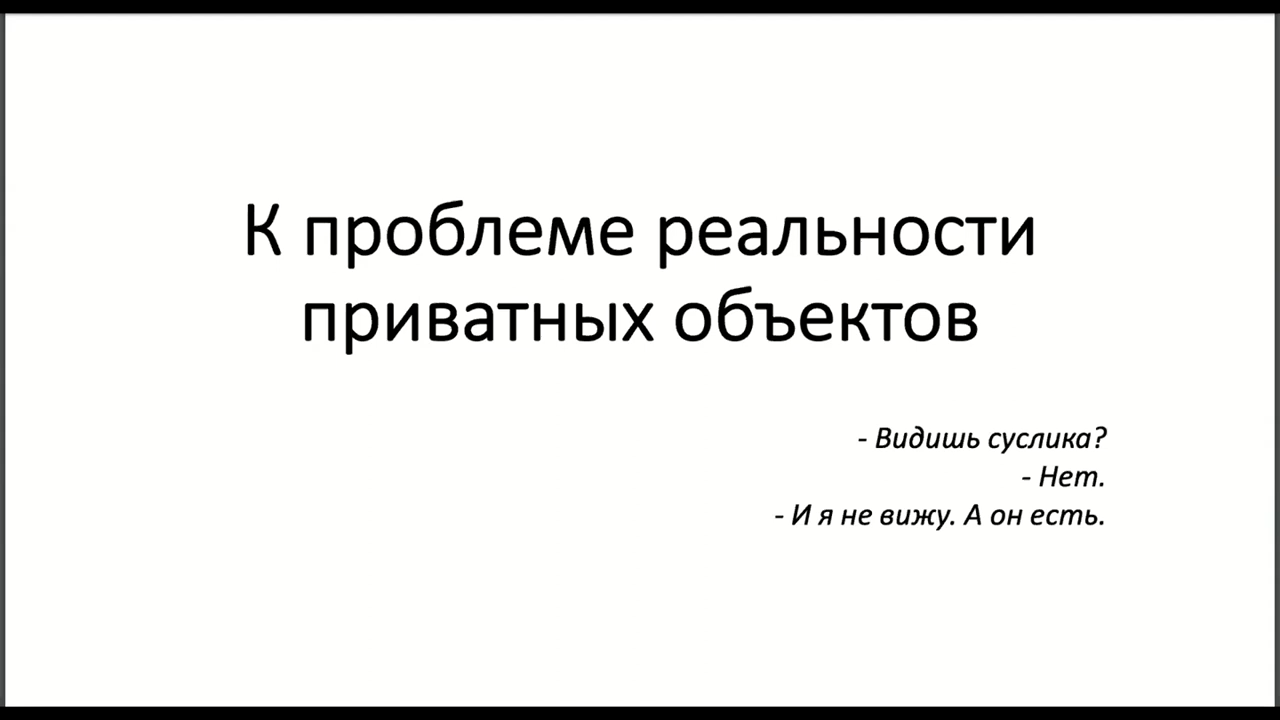 К проблеме реальности
приватных объектов
- Видишь суслика?
- Нет.
- И я не вижу. А он есть.